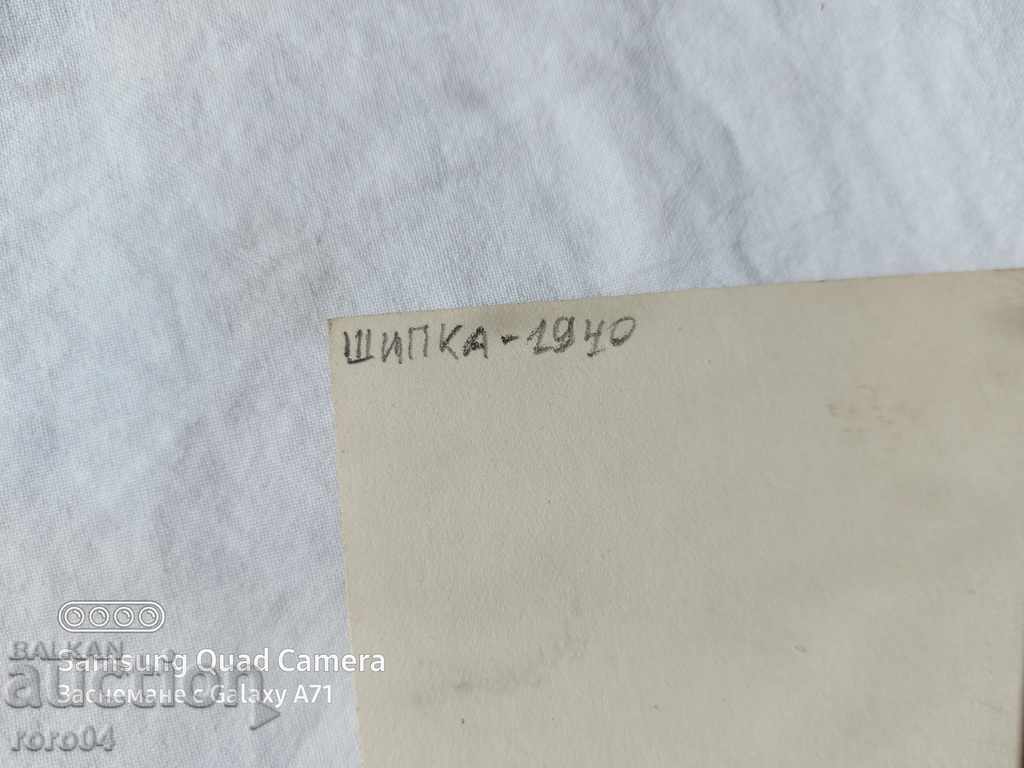 ШИПКА-1940
BALKAN
auction
Samsung Quad Camera
Заснемане с Galaxy A71
roro04